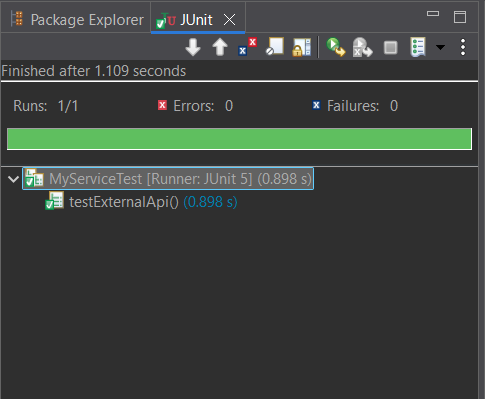 Package Explorer JUnit
Finished after 1.109 seconds
Runs: 1/1 Errors: 0 Failures: 0
MyServiceTest [Runner: JUnit 5] (0.898 s)
testExternalApi() (0.898 s)